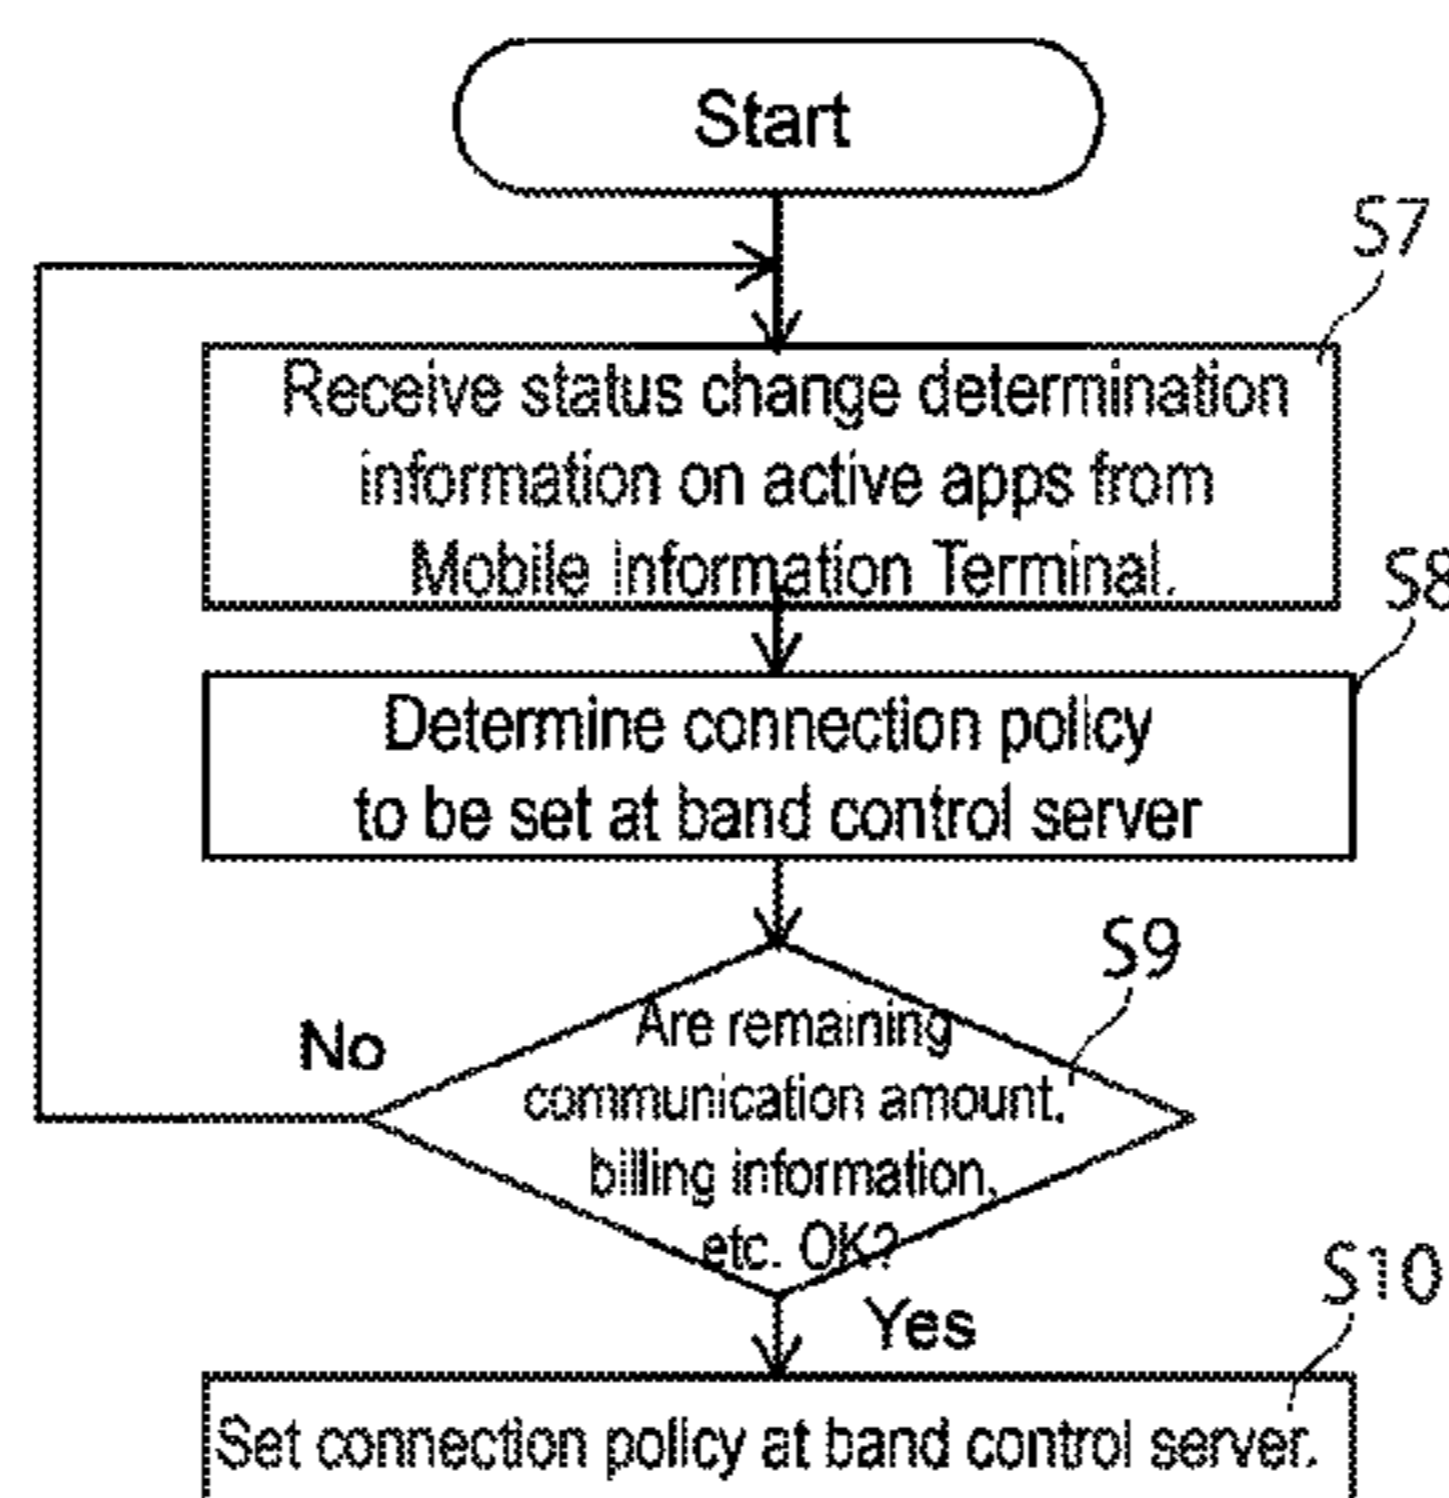 Start
S7
Receive status change determination
information on active apps from
Mobile Information Terminal.
S8
Determine connection policy
to be set at band control server
S9
Are remaining
communication amount,
billing information,
etc. OK?
No
Yes
S10
Set connection policy at band control server.